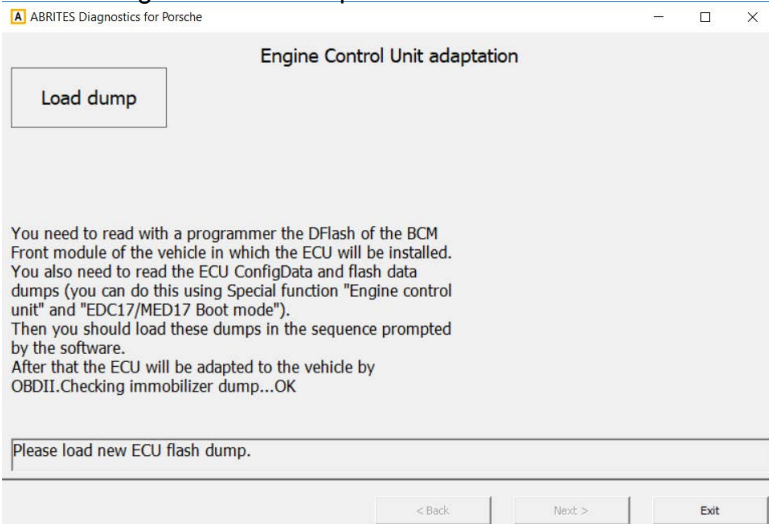 ABRITES Diagnostics for Porsche
Engine Control Unit adaptation
Load dump
You need to read with a programmer the DFlash of the BCM
Front module of the vehicle in which the ECU will be installed.
You also need to read the ECU ConfigData and flash data
dumps (you can do this using Special function "Engine control
unit" and "EDC17/MED17 Boot mode").
Then you should load these dumps in the sequence prompted
by the software.
After that the ECU will be adapted to the vehicle by
OBDII.Checking immobilizer dump...OK
Please load new ECU flash dump.
< Back
Next >
Exit